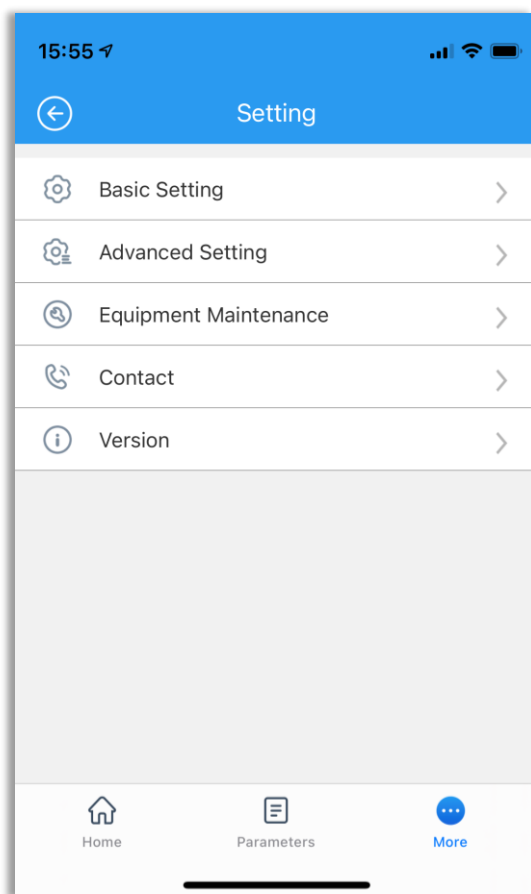 15:55
Setting
Basic Setting
Advanced Setting
Equipment Maintenance
Contact
Version
Home Parameters More